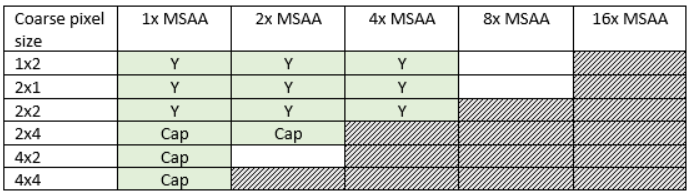 Coarse pixel size 1x MSAA 2x MSAA 4x MSAA 8x MSAA 16x MSAA
1x2 Y Y Y
2x1 Y Y Y
2x2 Y Y Y
2x4 Cap Cap
4x2 Cap
4x4 Cap